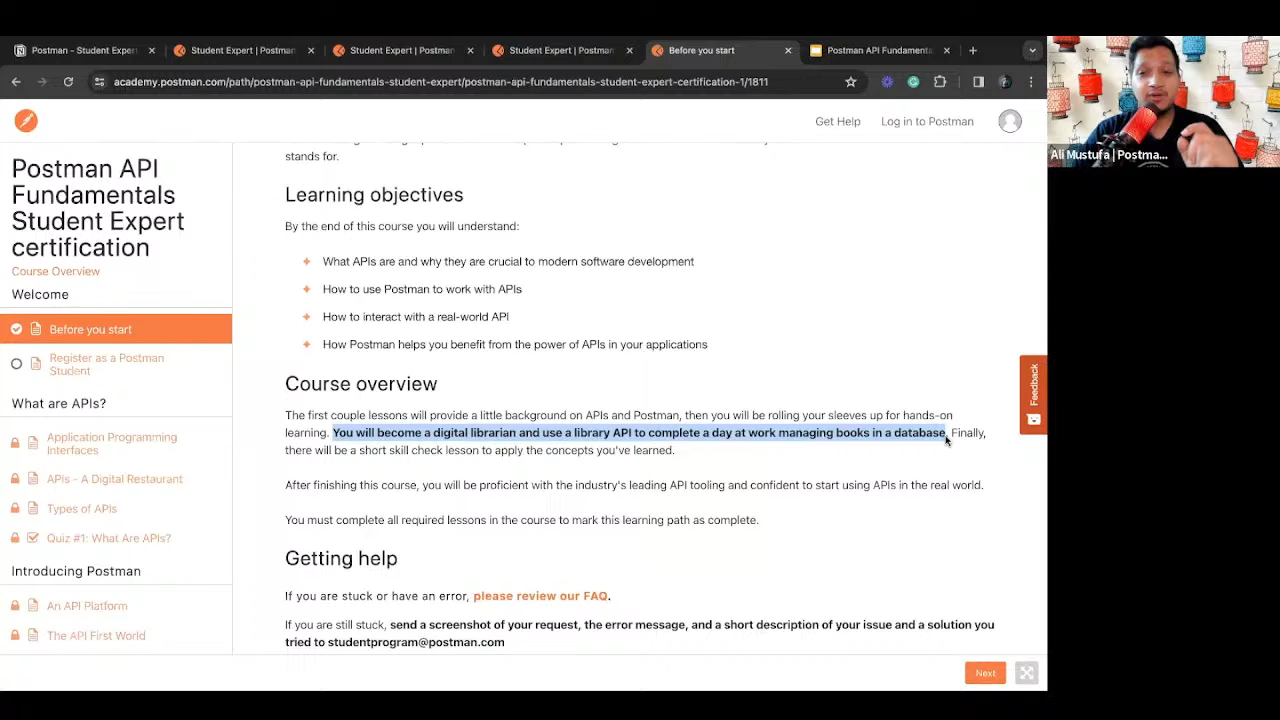 Postman - Student Exper
Student Expert | Postman
Student Expert | Postman
Student Expert | Postman
Before you start
Postman API Fundamenta
academy.postman.com/path/postman-api-fundamentals-student-expert/postman-api-fundamentals-student-expert-certification-1/1811
Get Help
Log in to Postman
Ali Mustufa | Postma...
Postman API
Fundamentals
Student Expert
certification
Course Overview
Welcome
Before you start
Register as a Postman
Student
What are APIs?
Application Programming
Interfaces
APIs - A Digital Restaurant
Types of APIs
Quiz #1: What Are APIs?
Introducing Postman
An API Platform
The API First World
stands for.
Learning objectives
By the end of this course you will understand:
What APIs are and why they are crucial to modern software development
How to use Postman to work with APIs
How to interact with a real-world API
How Postman helps you benefit from the power of APIs in your applications
Course overview
The first couple lessons will provide a little background on APIs and Postman, then you will be rolling your sleeves up for hands-on
learning. You will become a digital librarian and use a library API to complete a day at work managing books in a database. Finally,
there will be a short skill check lesson to apply the concepts you've learned.
After finishing this course, you will be proficient with the industry's leading API tooling and confident to start using APIs in the real world.
You must complete all required lessons in the course to mark this learning path as complete.
Getting help
If you are stuck or have an error, please review our FAQ.
If you are still stuck, send a screenshot of your request, the error message, and a short description of your issue and a solution you
tried to studentprogram@postman.com
Feedback
Next